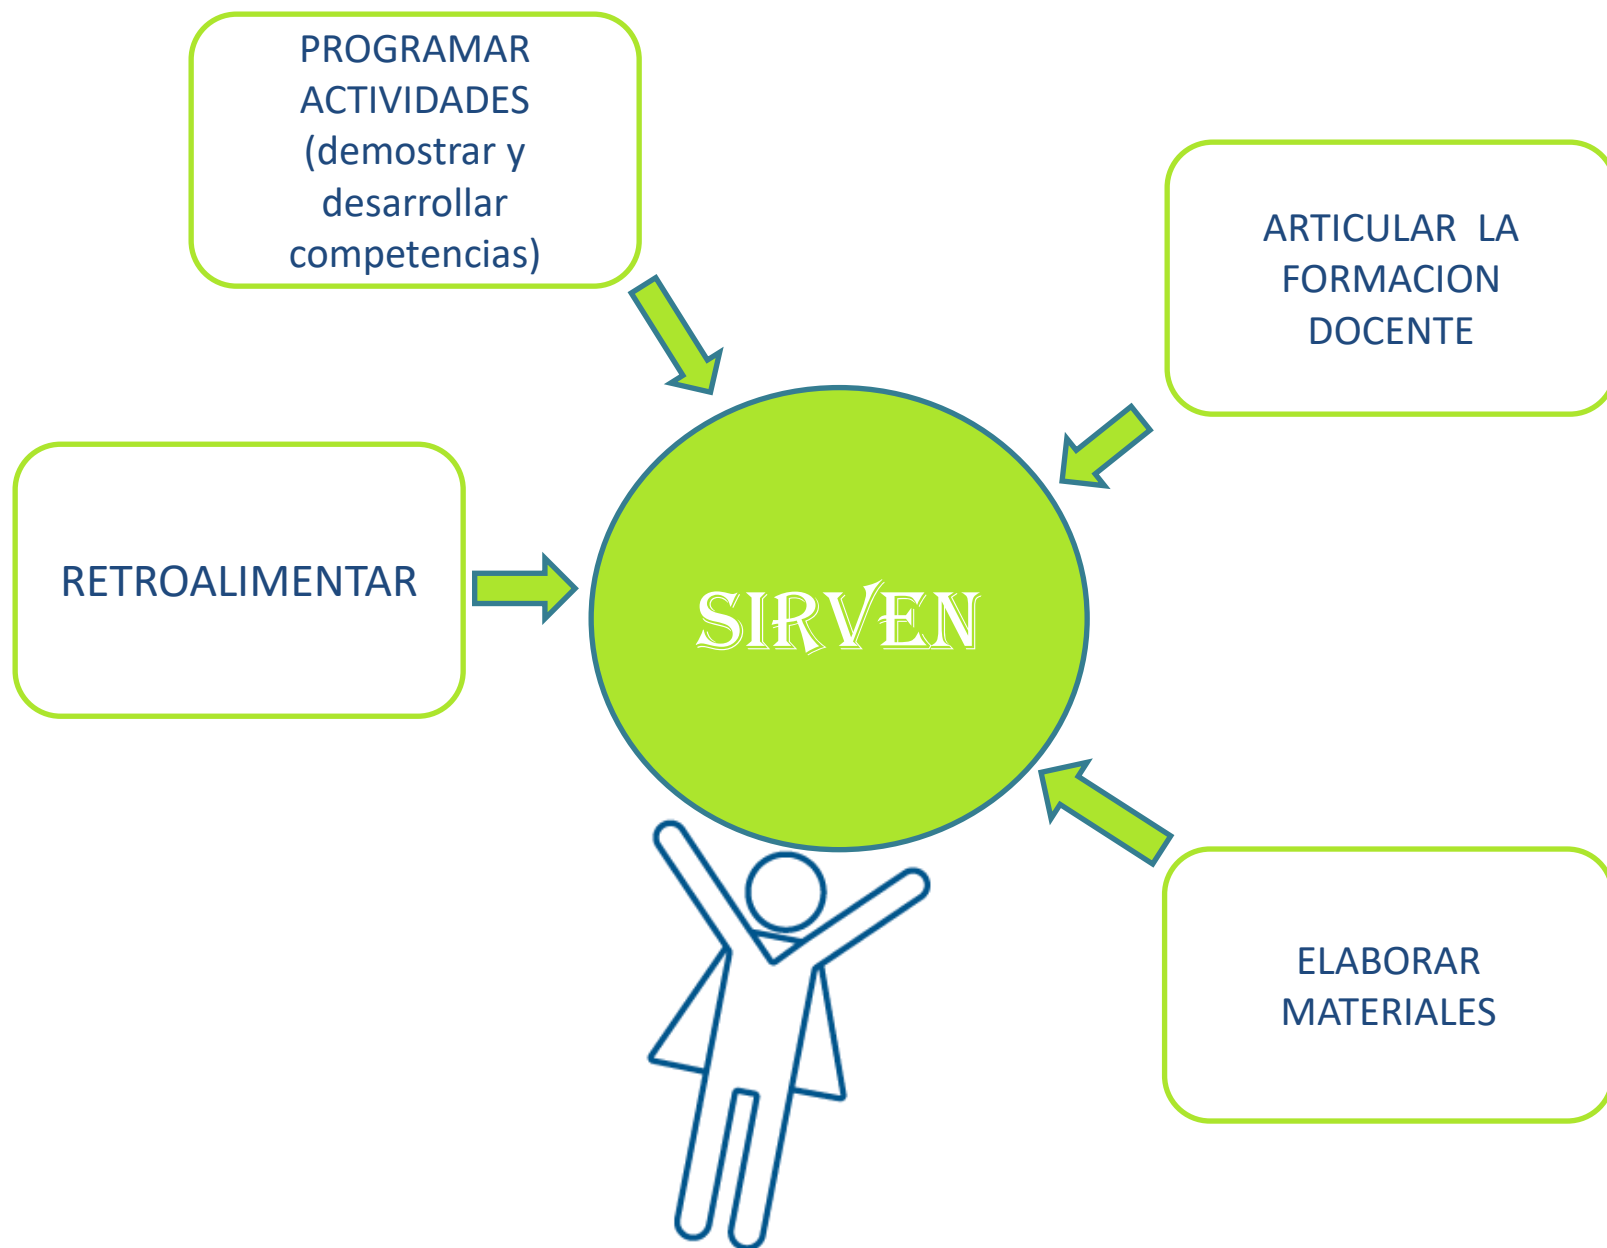 PROGRAMAR
ACTIVIDADES
(demostrar y
desarrollar
competencias)
ARTICULAR  LA
FORMACION
DOCENTE
RETROALIMENTAR
SIRVEN
ELABORAR
MATERIALES